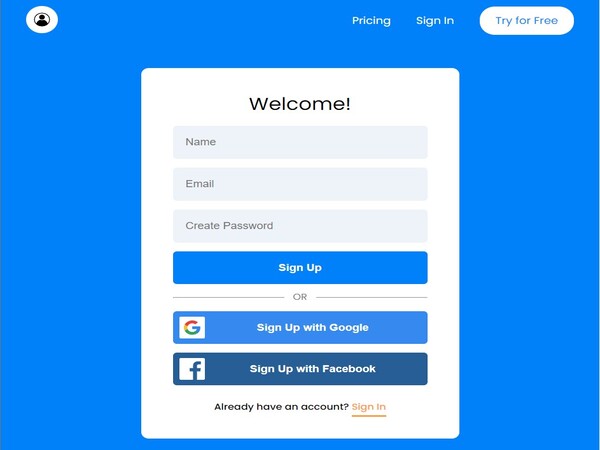 Pricing Sign In Try for Free
Welcome!
Name
Email
Create Password
Sign Up
OR
Sign Up with Google
Sign Up with Facebook
Already have an account? Sign In